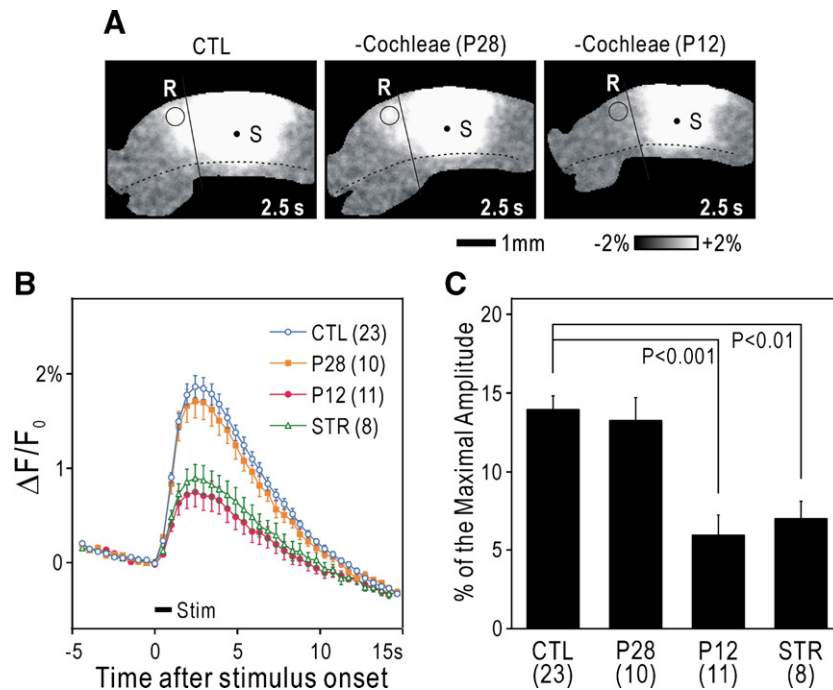 A
CTL
-Cochleae (P28)
-Cochleae (P12)
R
S
2.5 s
R
S
2.5 s
R
S
2.5 s
1mm
-2%
+2%
B
CTL (23)
P28 (10)
P12 (11)
STR (8)
2%
1
0
ΔF/F0
Stim
-5
0
5
10
15s
Time after stimulus onset
C
20
15
10
5
0
% of the Maximal Amplitude
P<0.001
P<0.01
CTL
(23)
P28
(10)
P12
(11)
STR
(8)